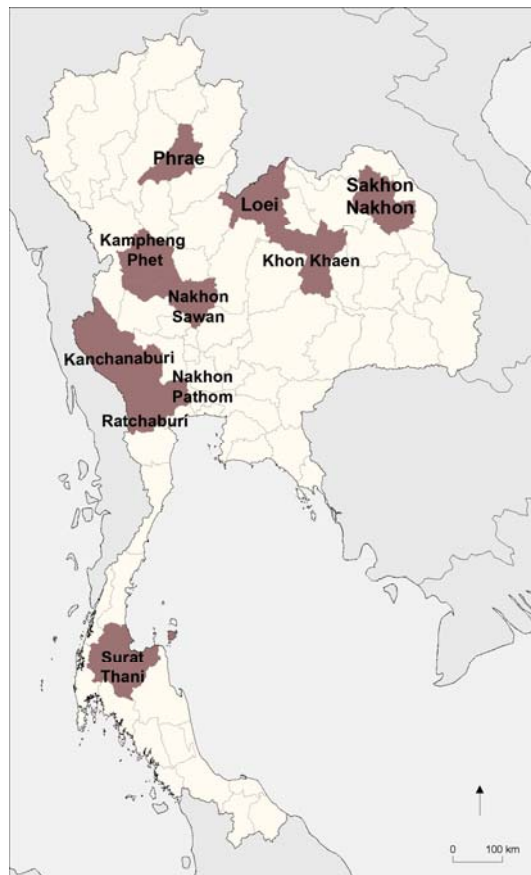 Phrae
Loei
Sakhon
Nakhon
Kampheng
Phet
Khon Khaen
Nakhon
Sawan
Kanchanaburi
Nakhon
Pathom
Ratchaburi
Surat
Thani
0 100 km